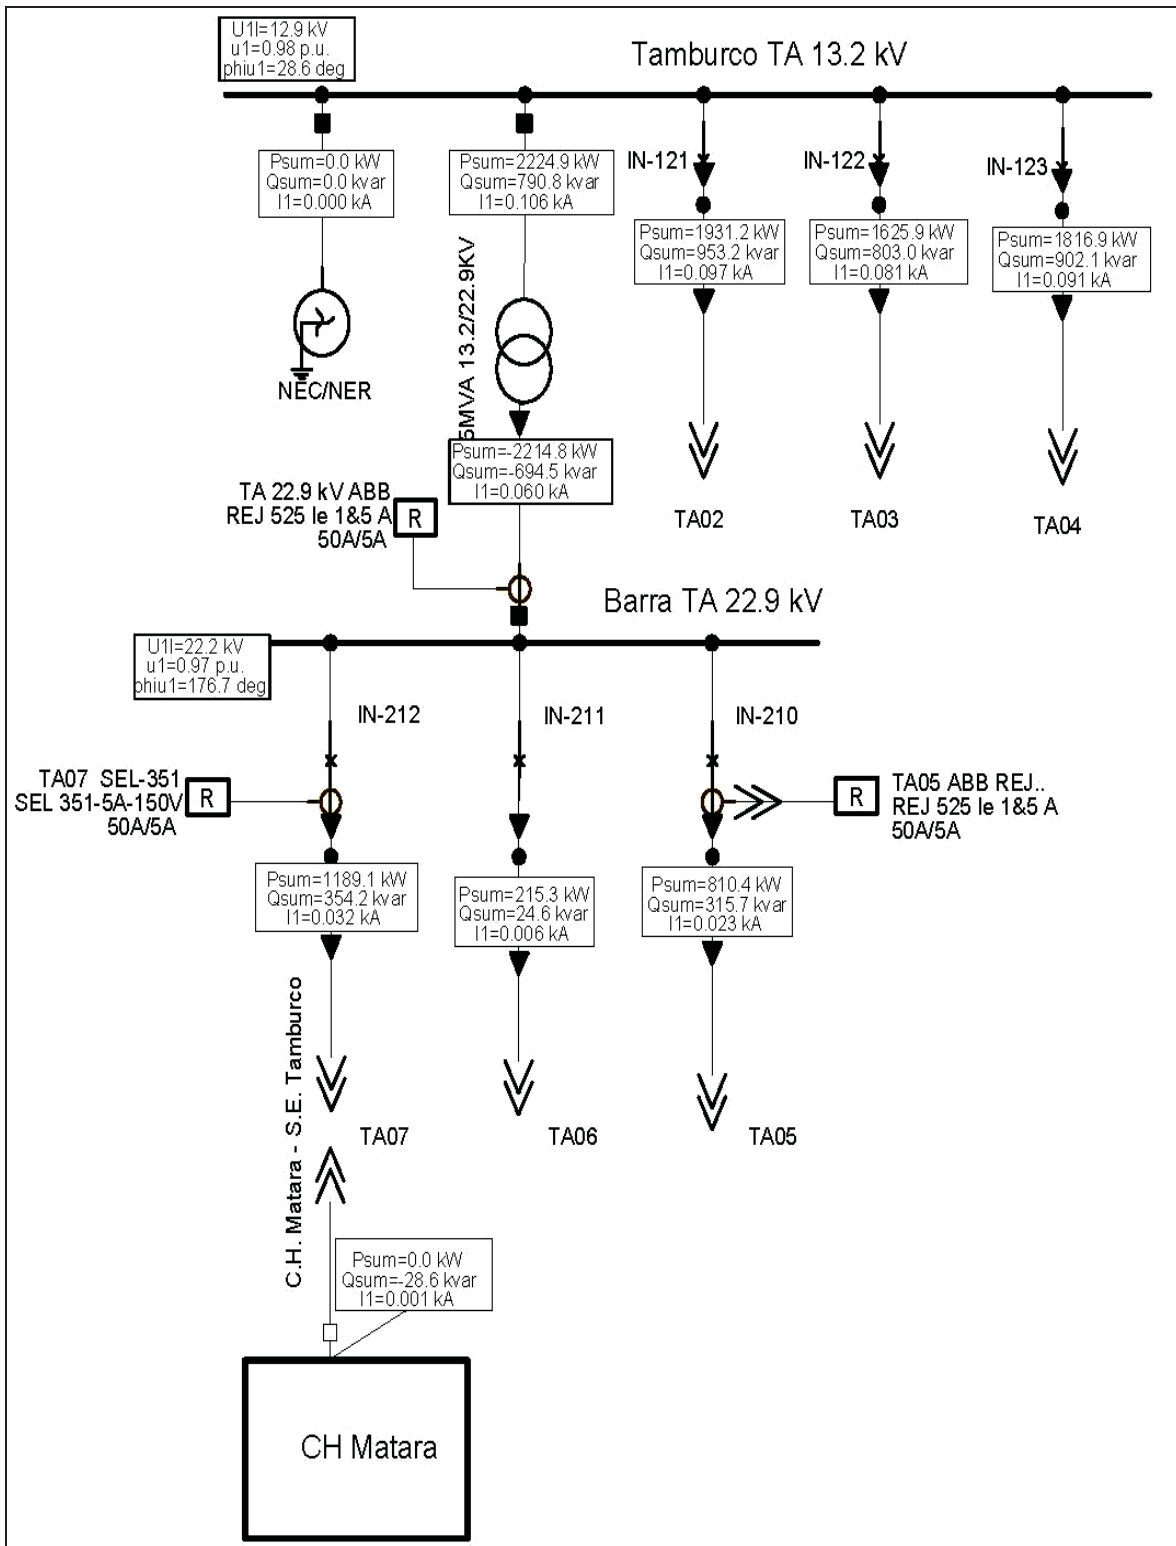 U1l=12.9 kV
u1=0.98 p.u.
phiu1=28.6 deg
Tamburco TA 13.2 kV
Psum=0.0 kW
Qsum=0.0 kvar
I1=0.000 kA
Psum=2224.9 kW
Qsum=790.8 kvar
I1=0.106 kA
IN-121
IN-122
IN-123
Psum=1931.2 kW
Qsum=953.2 kvar
I1=0.097 kA
Psum=1625.9 kW
Qsum=803.0 kvar
I1=0.081 kA
Psum=1816.9 kW
Qsum=902.1 kvar
I1=0.091 kA
NEC/NER
5MVA 13.2/22.9KV
Psum=-2214.8 kW
Qsum=-694.5 kvar
I1=0.060 kA
TA 22.9 kV ABB
REJ 525 Ie 1&5 A
50A/5A
R
TA02
TA03
TA04
Barra TA 22.9 kV
U1l=22.2 kV
u1=0.97 p.u.
phiu1=176.7 deg
IN-212
IN-211
IN-210
TA07 SEL-351
SEL 351-5A-150V
50A/5A
R
R
TA05 ABB REJ..
REJ 525 Ie 1&5 A
50A/5A
Psum=1189.1 kW
Qsum=354.2 kvar
I1=0.032 kA
Psum=215.3 kW
Qsum=24.6 kvar
I1=0.006 kA
Psum=810.4 kW
Qsum=315.7 kvar
I1=0.023 kA
C.H. Matara - S.E. Tamburco
TA07
TA06
TA05
Psum=0.0 kW
Qsum=-28.6 kvar
I1=0.001 kA
CH Matara